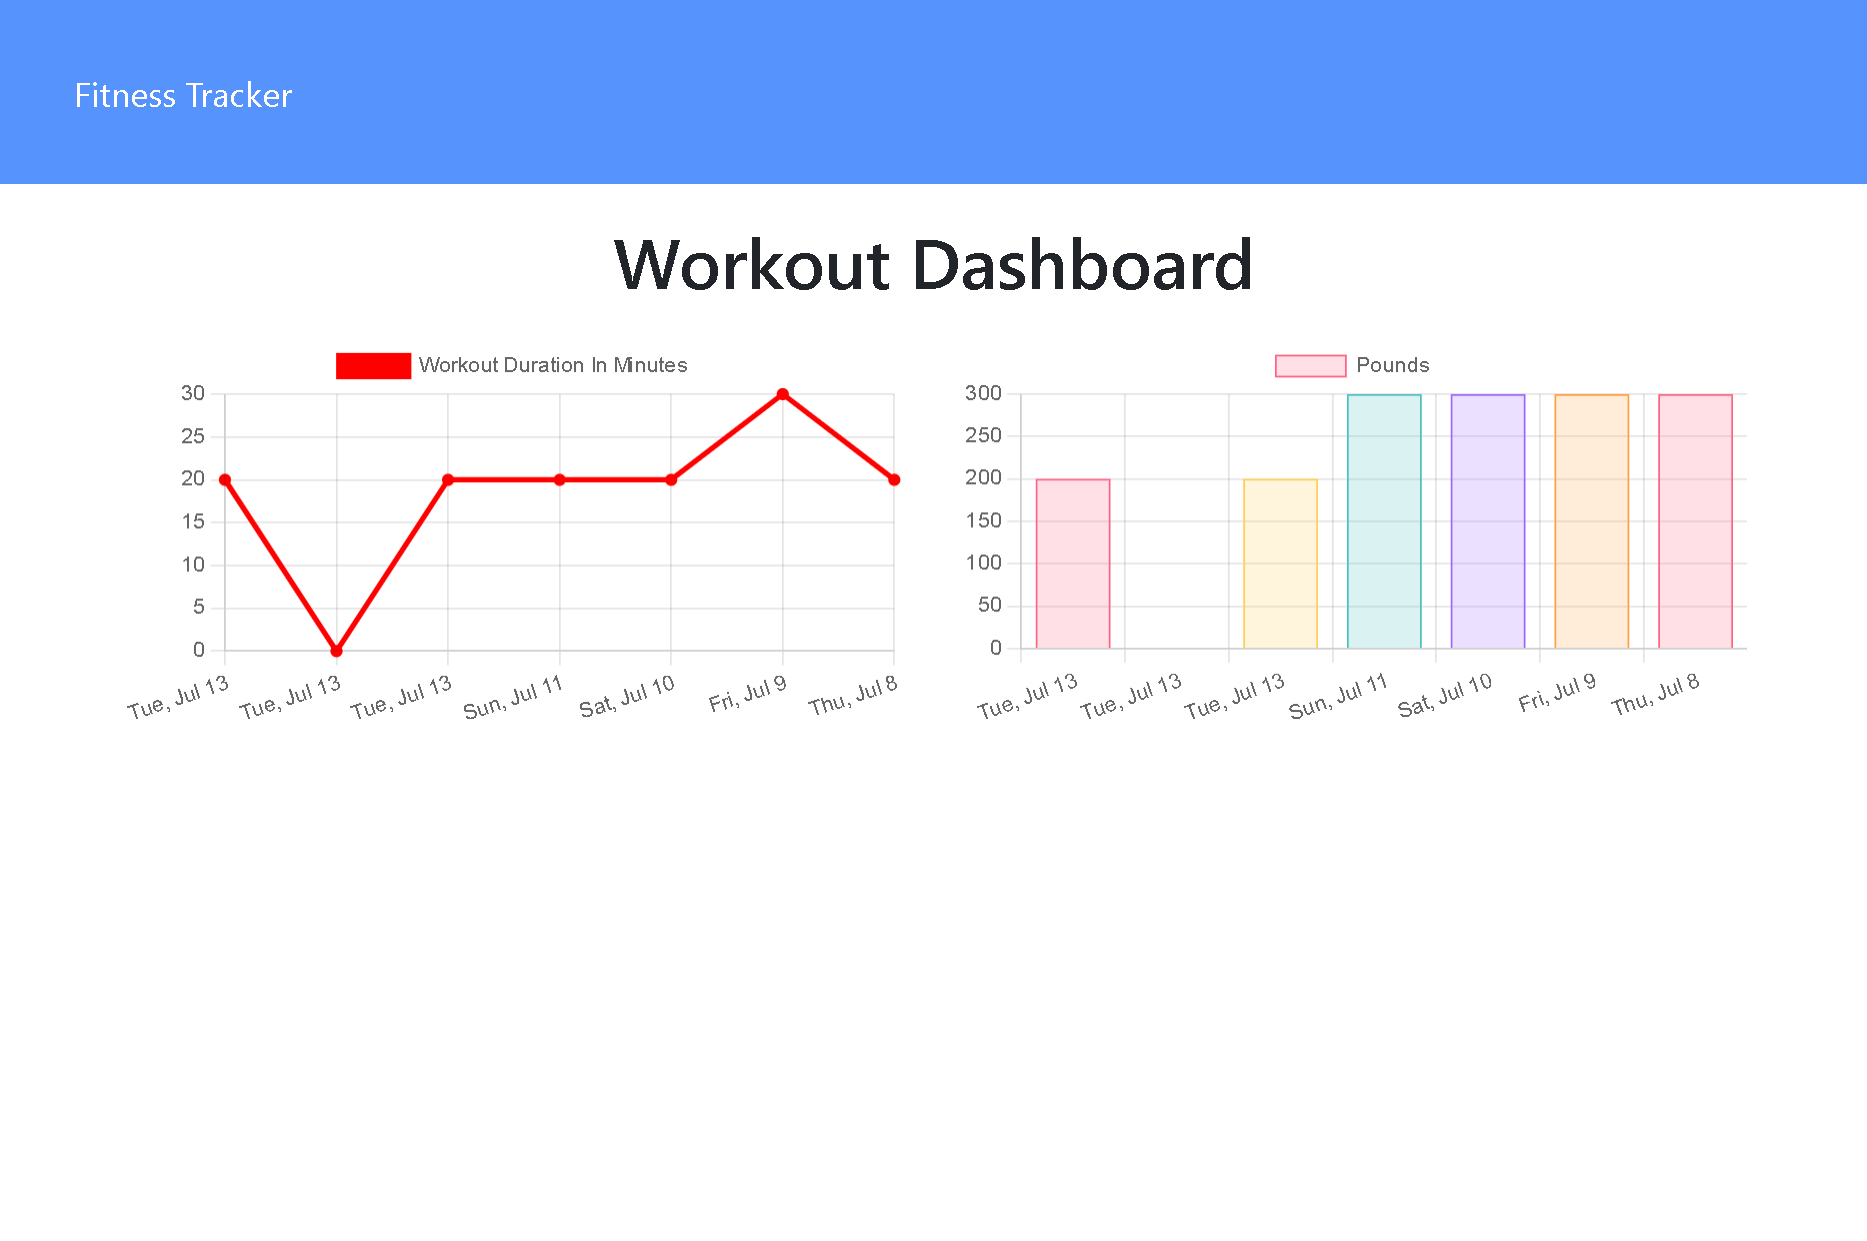 Fitness Tracker
Workout Dashboard
Workout Duration In Minutes
30
25
20
15
10
5
0
Tue, Jul 13
Tue, Jul 13
Tue, Jul 13
Sun, Jul 11
Sat, Jul 10
Fri, Jul 9
Thu, Jul 8
Pounds
300
250
200
150
100
50
0
Tue, Jul 13
Tue, Jul 13
Tue, Jul 13
Sun, Jul 11
Sat, Jul 10
Fri, Jul 9
Thu, Jul 8